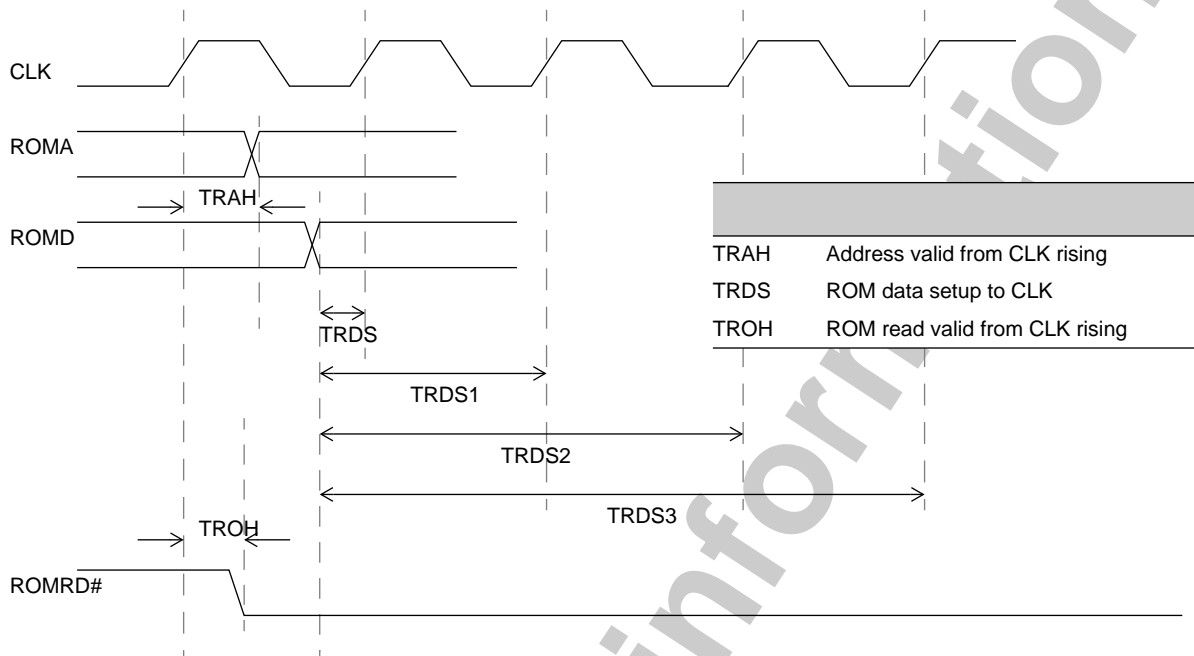 CLK
ROMA
TRAH
ROMD
TRAH Address valid from CLK rising
TRDS ROM data setup to CLK
TROH ROM read valid from CLK rising
TRDS
TRDS1
TRDS2
TRDS3
TROH
ROMRD#
information